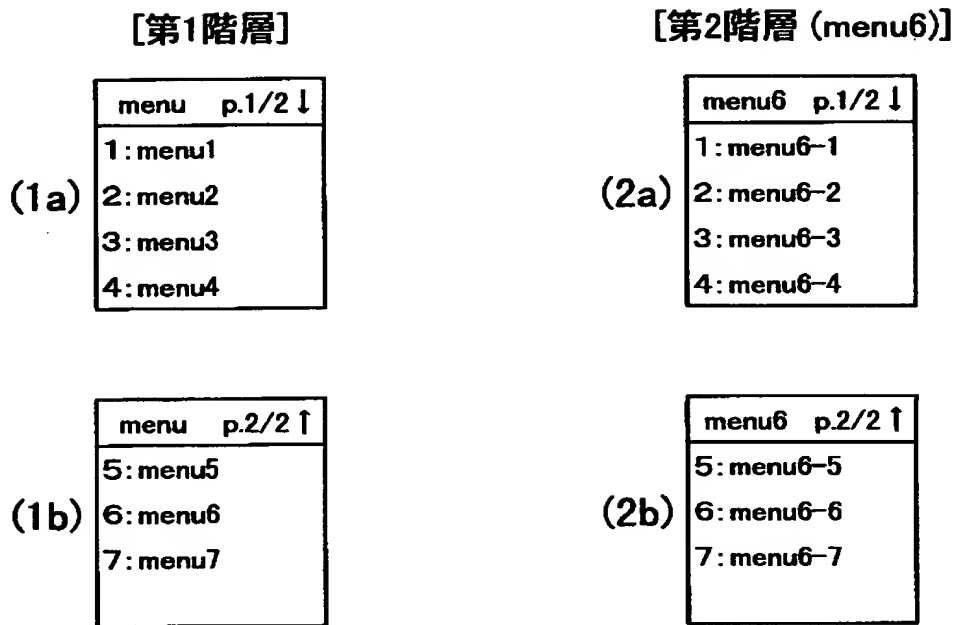 [第1階層]
menu p.1/2↓
(1a)
1:menu1
2:menu2
3:menu3
4:menu4
menu p.2/2↑
(1b)
5:menu5
6:menu6
7:menu7
[第2階層 (menu6)]
menu6 p.1/2↓
(2a)
1:menu6-1
2:menu6-2
3:menu6-3
4:menu6-4
menu6 p.2/2↑
(2b)
5:menu6-5
6:menu6-6
7:menu6-7